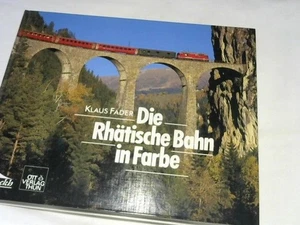 KLAUS FADER
Die
Rhätische Bahn
in Farbe
OTT
VERLAG
THUN